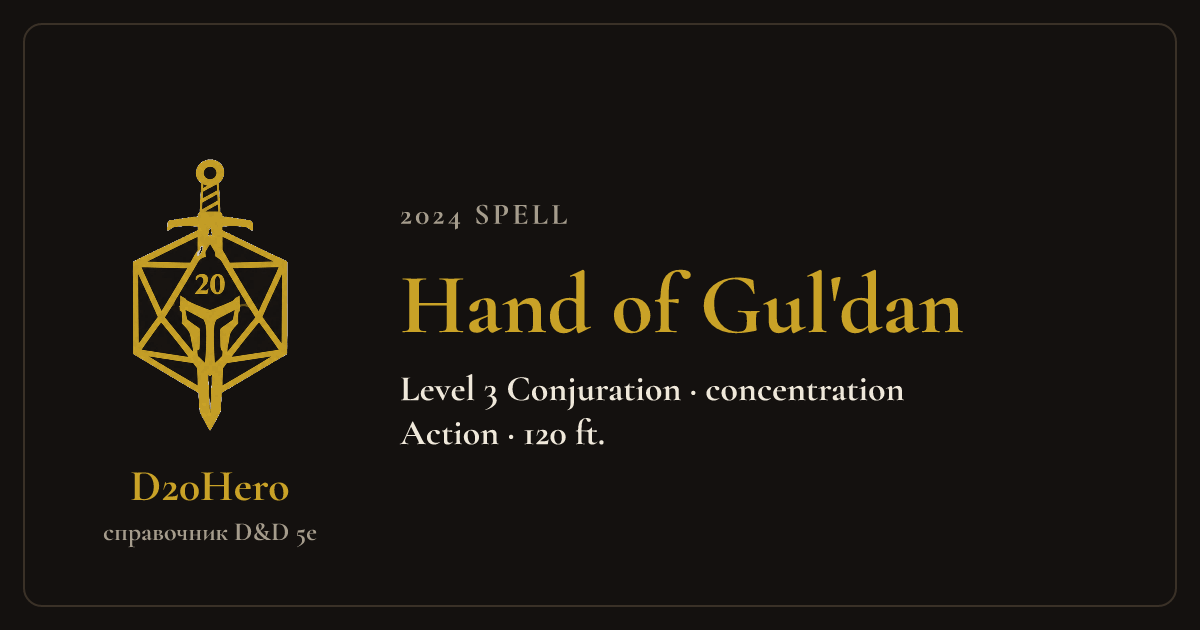 20
D20Hero
справочник D&D 5e
2024 SPELL
Hand of Gul'dan
Level 3 Conjuration · concentration
Action · 120 ft.